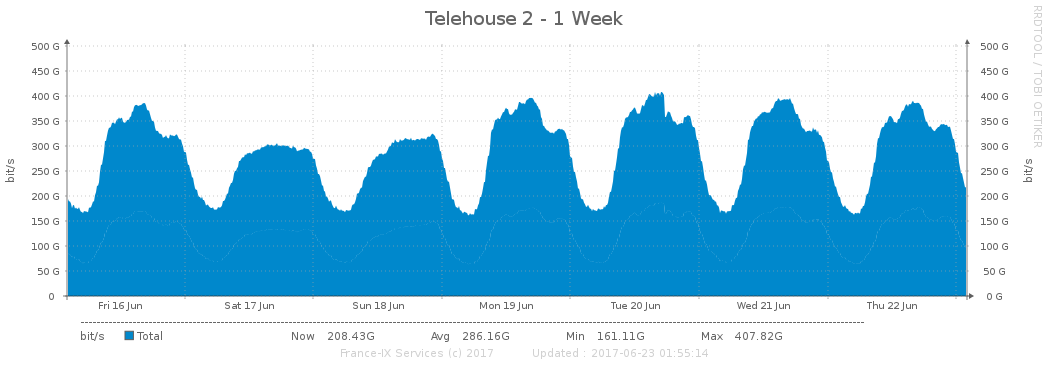 Telehouse 2 - 1 Week
RRDTOOL / TOBI OETIKER
500 G 500 G
450 G 450 G
400 G 400 G
350 G 350 G
300 G 300 G
250 G 250 G
200 G 200 G
150 G 150 G
100 G 100 G
50 G 50 G
0 0 G
bit/s bit/s
Fri 16 Jun Sat 17 Jun Sun 18 Jun Mon 19 Jun Tue 20 Jun Wed 21 Jun Thu 22 Jun
bit/s Total Now 208.43G Avg 286.16G Min 161.11G Max 407.82G
France-IX Services (c) 2017 Updated : 2017-06-23 01:55:14